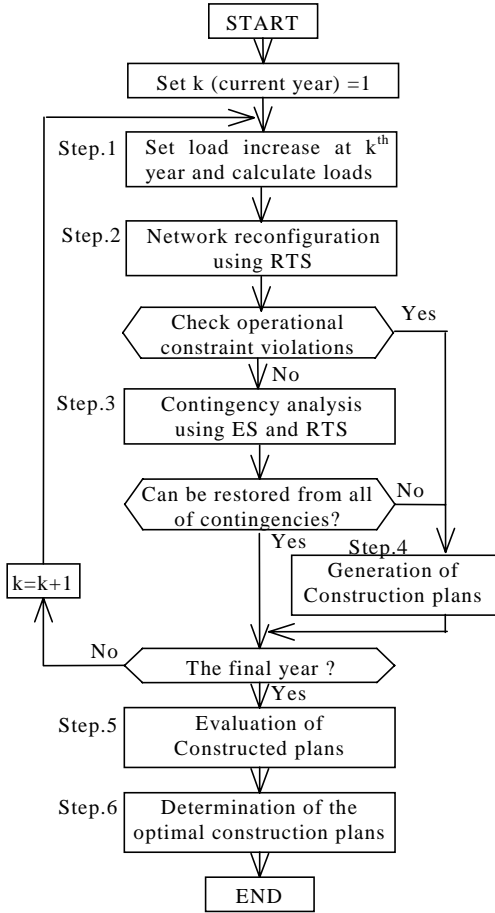 START
Set k (current year) =1
Step.1
Set load increase at kth
year and calculate loads
Step.2
Network reconfiguration
using RTS
Check operational
constraint violations
Yes
No
Step.3
Contingency analysis
using ES and RTS
Can be restored from all
of contingencies?
No
Yes
Step.4
Generation of
Construction plans
k=k+1
No
The final year ?
Yes
Step.5
Evaluation of
Constructed plans
Step.6
Determination of the
optimal construction plans
END